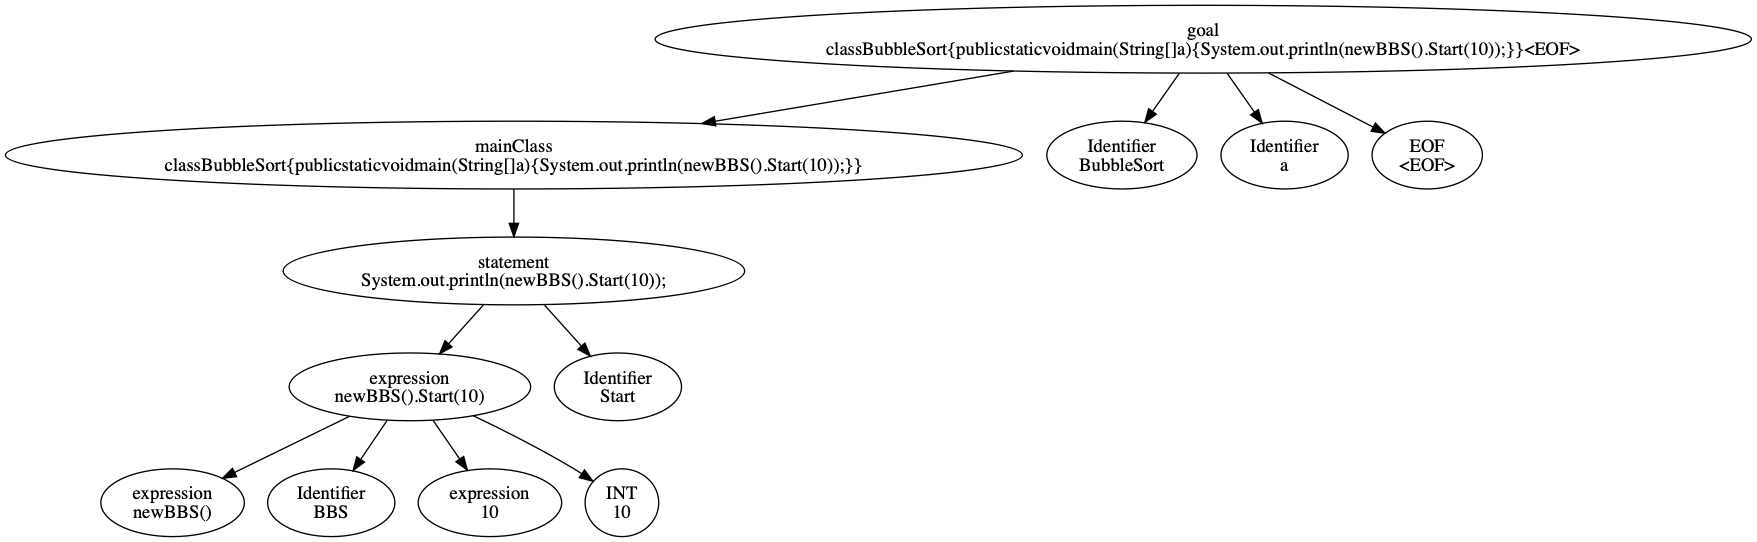 goal
classBubbleSort{publicstaticvoidmain(String[]a){System.out.println(newBBS().Start(10));}}<EOF>
mainClass
classBubbleSort{publicstaticvoidmain(String[]a){System.out.println(newBBS().Start(10));}}
Identifier
BubbleSort
Identifier
a
EOF
<EOF>
statement
System.out.println(newBBS().Start(10));
expression
newBBS().Start(10)
Identifier
Start
expression
newBBS()
Identifier
BBS
expression
10
INT
10